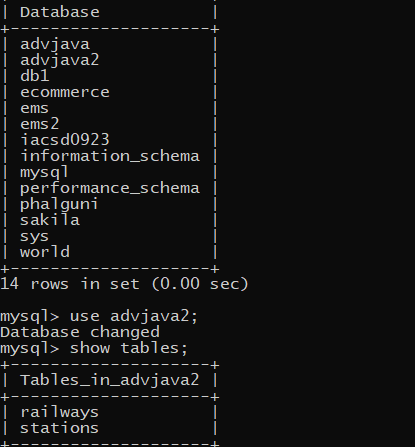 | Database           |
+--------------------+
| advjava            |
| advjava2           |
| db1                |
| ecommerce          |
| ems                |
| ems2               |
| iacsd0923          |
| information_schema |
| mysql              |
| performance_schema |
| phalguni           |
| sakila             |
| sys                |
| world              |
+--------------------+
14 rows in set (0.00 sec)
mysql> use advjava2;
Database changed
mysql> show tables;
+--------------------+
| Tables_in_advjava2 |
+--------------------+
| railways           |
| stations           |
+--------------------+